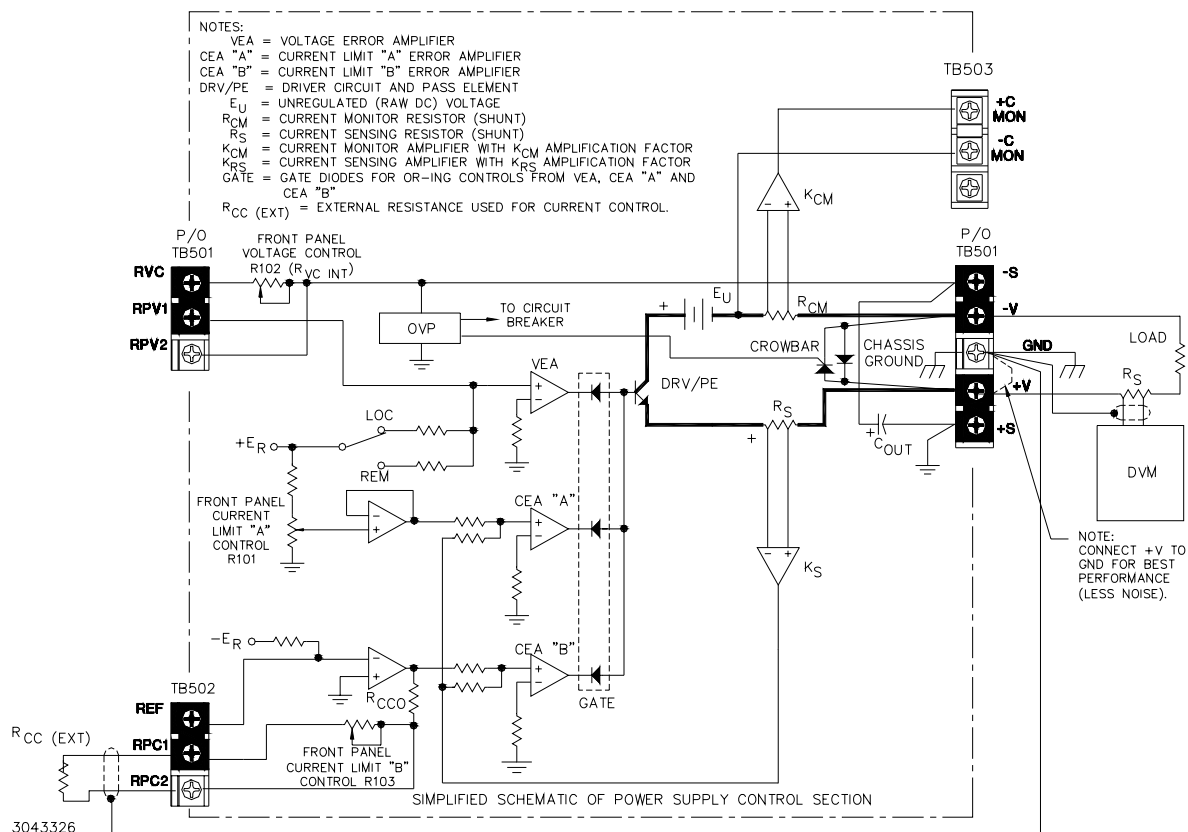 NOTES:
VEA = VOLTAGE ERROR AMPLIFIER
CEA "A" = CURRENT LIMIT "A" ERROR AMPLIFIER
CEA "B" = CURRENT LIMIT "B" ERROR AMPLIFIER
DRV/PE = DRIVER CIRCUIT AND PASS ELEMENT
EU = UNREGULATED (RAW DC) VOLTAGE
RCM = CURRENT MONITOR RESISTOR (SHUNT)
RS = CURRENT SENSING RESISTOR (SHUNT)
KCM = CURRENT MONITOR AMPLIFIER WITH KCM AMPLIFICATION FACTOR
KRS = CURRENT SENSING AMPLIFIER WITH KRS AMPLIFICATION FACTOR
GATE = GATE DIODES FOR OR-ING CONTROLS FROM VEA, CEA "A" AND
CEA "B"
RCC (EXT) = EXTERNAL RESISTANCE USED FOR CURRENT CONTROL.
TB503
+C
MON
-C
MON
KCM
P/O
TB501
RVC
RPV1
RPV2
FRONT PANEL
VOLTAGE CONTROL
R102 (RVC INT)
OVP
TO CIRCUIT
BREAKER
+
EU
RCM
P/O
TB501
-S
-V
GND
+V
+S
CROWBAR
CHASSIS
GROUND
LOAD
RS
DVM
VEA
DRV/PE
+
RS
+
COUT
LOC
+ER
REM
FRONT PANEL
CURRENT
LIMIT "A"
CONTROL
R101
CEA "A"
KS
NOTE:
CONNECT +V TO
GND FOR BEST
PERFORMANCE
(LESS NOISE).
-ER
CEA "B"
RCCO
GATE
TB502
REF
RPC1
RPC2
RCC (EXT)
FRONT PANEL
CURRENT LIMIT "B"
CONTROL R103
SIMPLIFIED SCHEMATIC OF POWER SUPPLY CONTROL SECTION
3043326